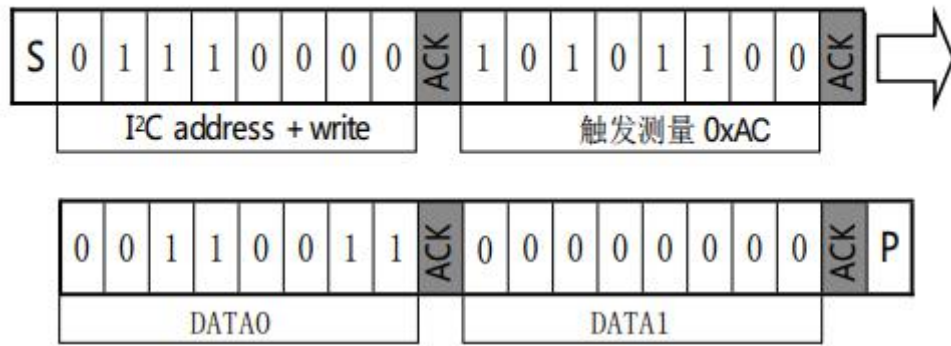 S 0 1 1 1 0 0 0 0 ACK 1 0 1 0 1 1 0 0 ACK
I²C address + write 触发测量 0xAC
0 0 1 1 0 0 1 1 ACK 0 0 0 0 0 0 0 0 ACK P
DATA0 DATA1